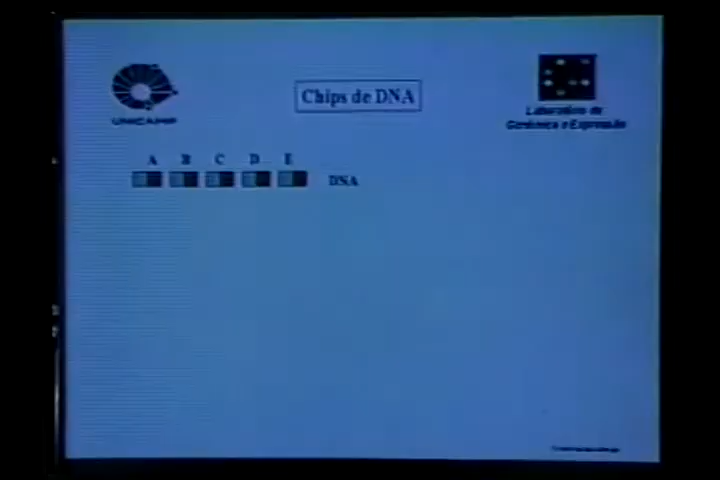 UNICAMP
Chips de DNA
Laboratório de
Genômica e Expressão
A B C D E
DNA